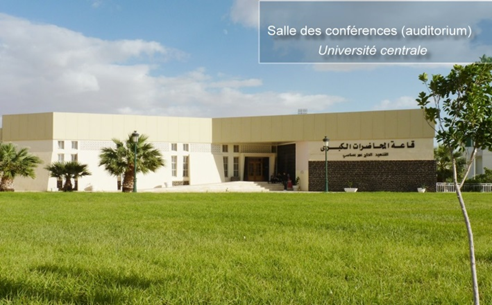 Salle des conférences (auditorium)
Université centrale
قاعة المحاضرات الكبرى